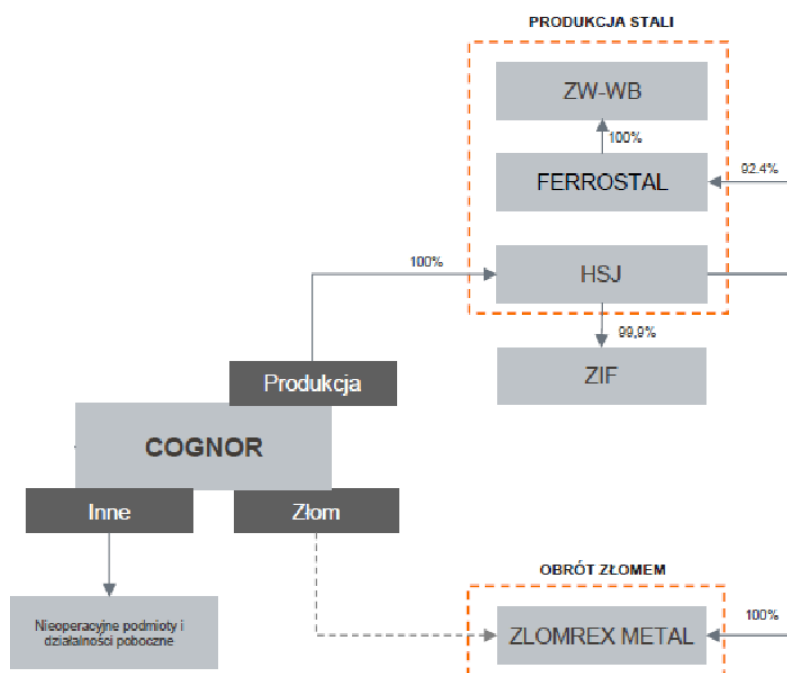 PRODUKCJA STALI
ZW-WB
100%
FERROSTAL
92.4%
100%
HSJ
99,9%
ZIF
Produkcja
COGNOR
Inne
Złom
OBRÓT ZŁOMEM
Nieoperacyjne podmioty i
działalności poboczne
ZLOMREX METAL
100%